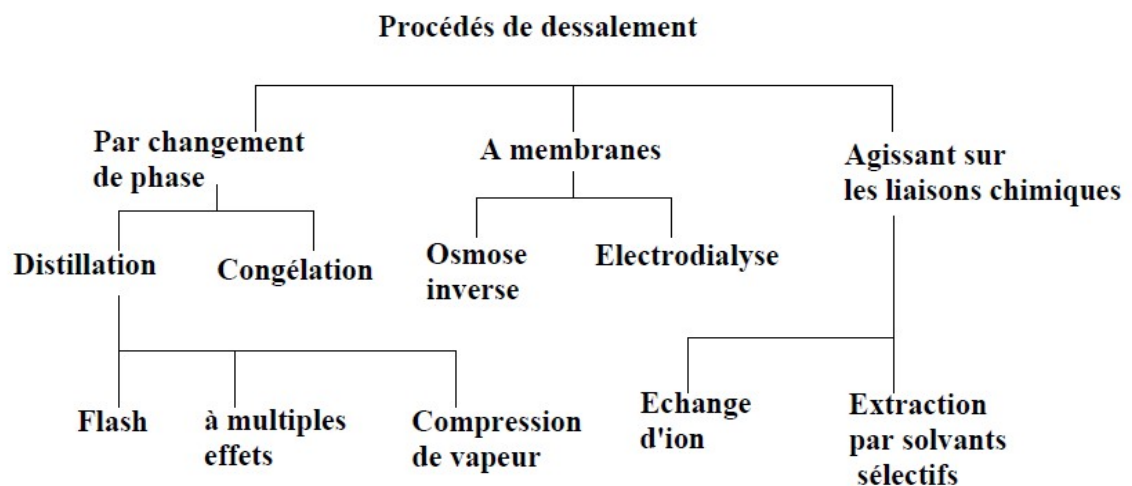 Procédés de dessalement
Par changement
de phase
A membranes
Agissant sur
les liaisons chimiques
Distillation
Congélation
Osmose
inverse
Electrodialyse
Flash
à multiples
effets
Compression
de vapeur
Echange
d'ion
Extraction
par solvants
sélectifs